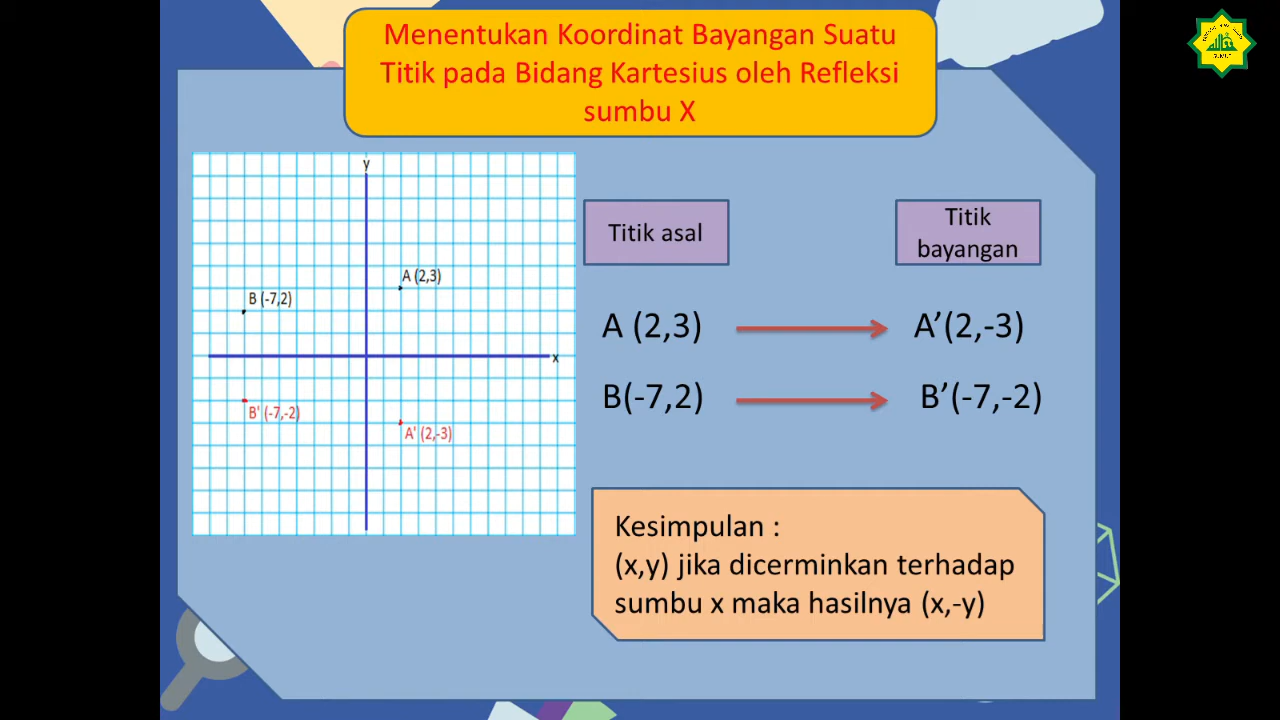 Menentukan Koordinat Bayangan Suatu
Titik pada Bidang Kartesius oleh Refleksi
sumbu X
y
A (2,3)
B (-7,2)
x
B' (-7,-2)
A' (2,-3)
Titik asal
Titik
bayangan
A (2,3)
A’(2,-3)
B(-7,2)
B’(-7,-2)
Kesimpulan :
(x,y) jika dicerminkan terhadap
sumbu x maka hasilnya (x,-y)